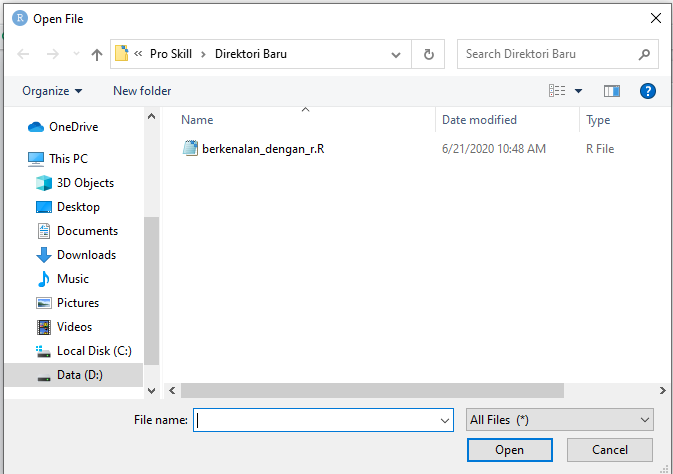 R Open File
« Pro Skill › Direktori Baru
Search Direktori Baru
Organize
New folder
?
Name
Date modified
Type
berkenalan_dengan_r.R
6/21/2020 10:48 AM
R File
OneDrive
This PC
3D Objects
Desktop
Documents
Downloads
Music
Pictures
Videos
Local Disk (C:)
Data (D:)
File name:
All Files (*)
Open
Cancel